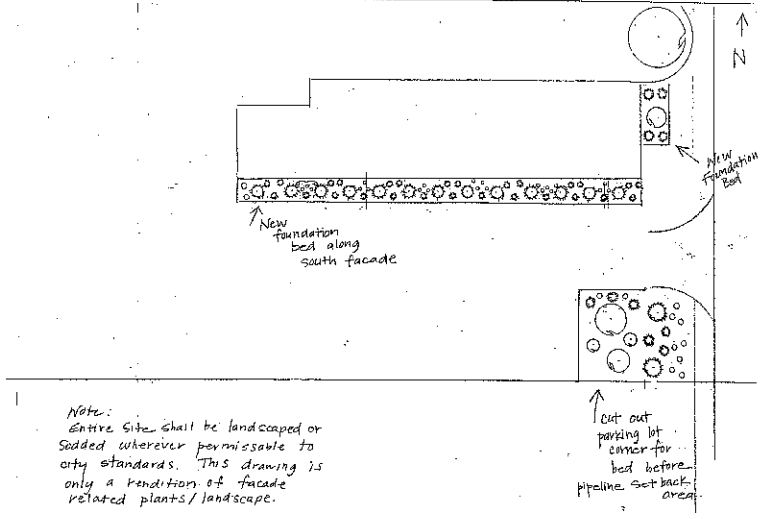 N
New
Foundation
Bed
New
foundation
bed along
south facade
Note:
Entire Site shall be landscaped or
Sodded wherever permissable to
city standards. This drawing is
only a rendition of facade
related plants/landscape.
cut out
parking lot
corner for
bed before
pipeline set back
area.